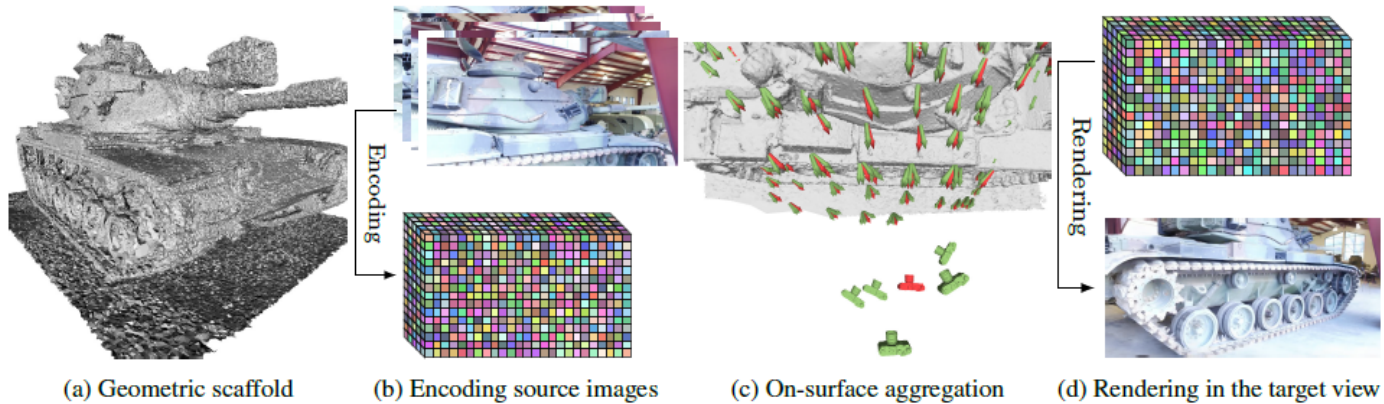 Encoding
Rendering
(a) Geometric scaffold
(b) Encoding source images
(c) On-surface aggregation
(d) Rendering in the target view